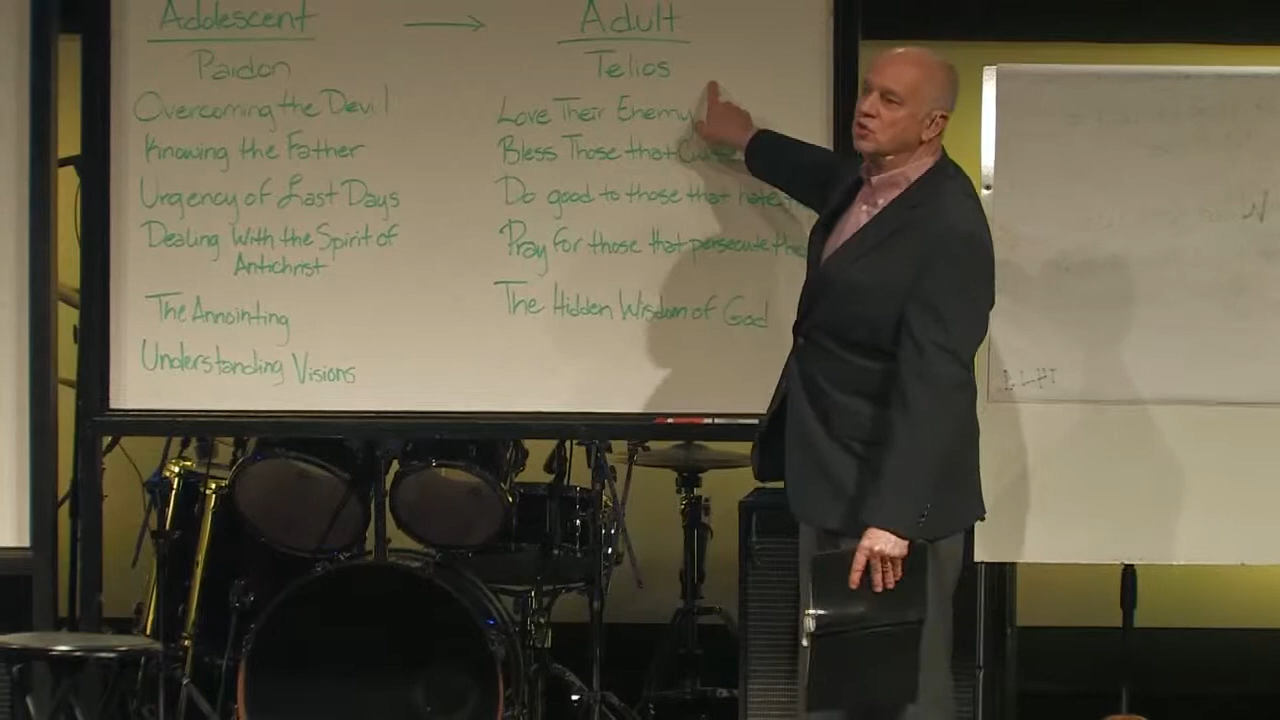 Adolescent → Adult
Paidon
Telios
Overcoming the Devil
Knowing the Father
Urgency of Last Days
Dealing With the Spirit of
Antichrist
The Annointing
Understanding Visions
Love Their Enemy
Bless Those that
Do good to those that hate
Pray for those that persecute
The Hidden Wisdom of God